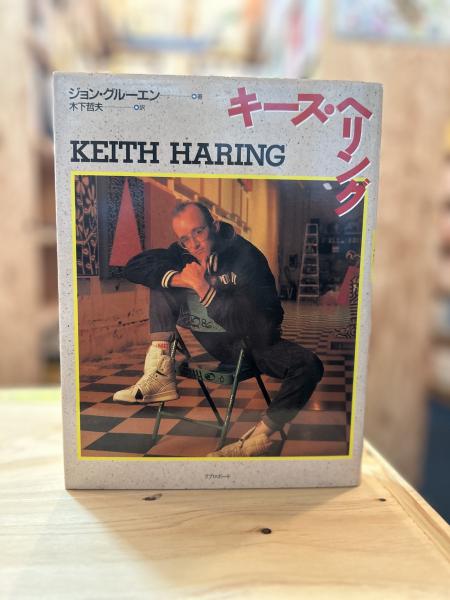 ジョン・グルーエン 著
木下哲夫 訳
キース・ヘリング
KEITH HARING
リブロポート